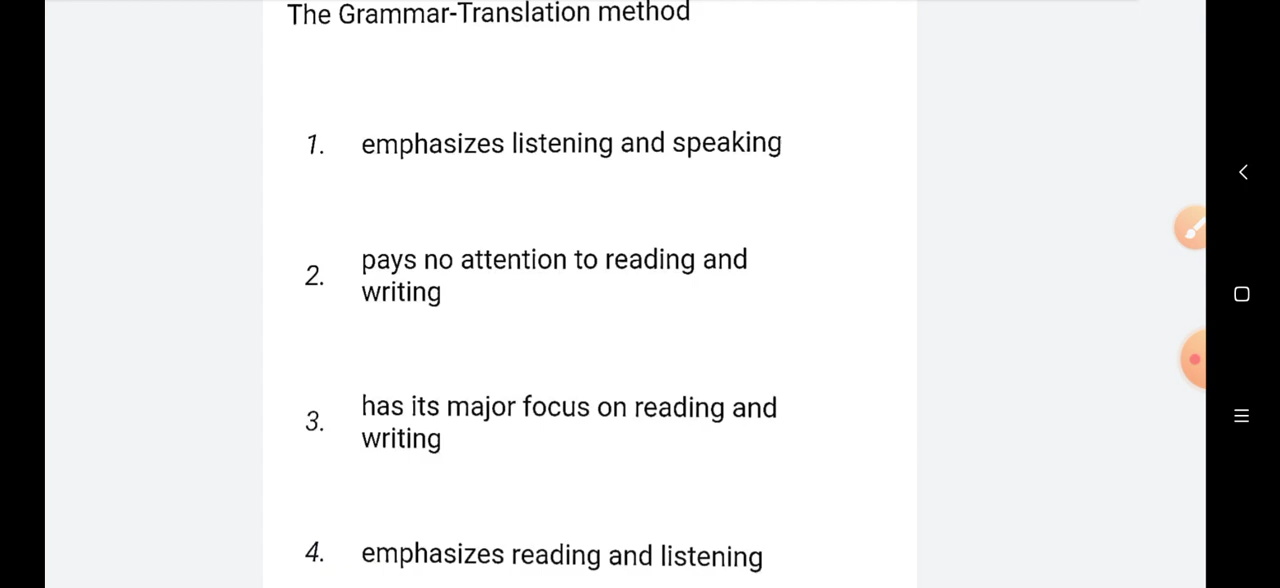 The Grammar-Translation method
1. emphasizes listening and speaking
2. pays no attention to reading and
writing
3. has its major focus on reading and
writing
4. emphasizes reading and listening